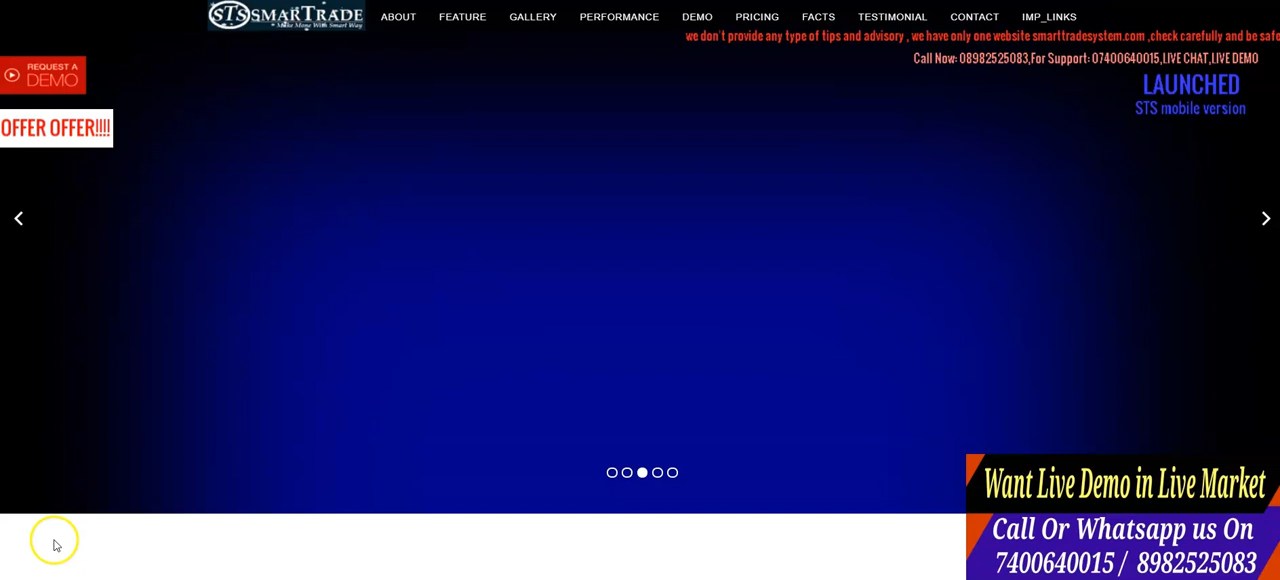 STS SMARTRADE
Make Mone With Smart Way
ABOUT FEATURE GALLERY PERFORMANCE DEMO PRICING FACTS TESTIMONIAL CONTACT IMP_LINKS
we don't provide any type of tips and advisory , we have only one website smarttradesystem.com ,check carefully and be safe
Call Now: 08982525083,For Support: 07400640015,LIVE CHAT,LIVE DEMO
REQUEST A
DEMO
LAUNCHED
STS mobile version
OFFER OFFER!!!!
Want Live Demo in Live Market
Call Or Whatsapp us On
7400640015 / 8982525083